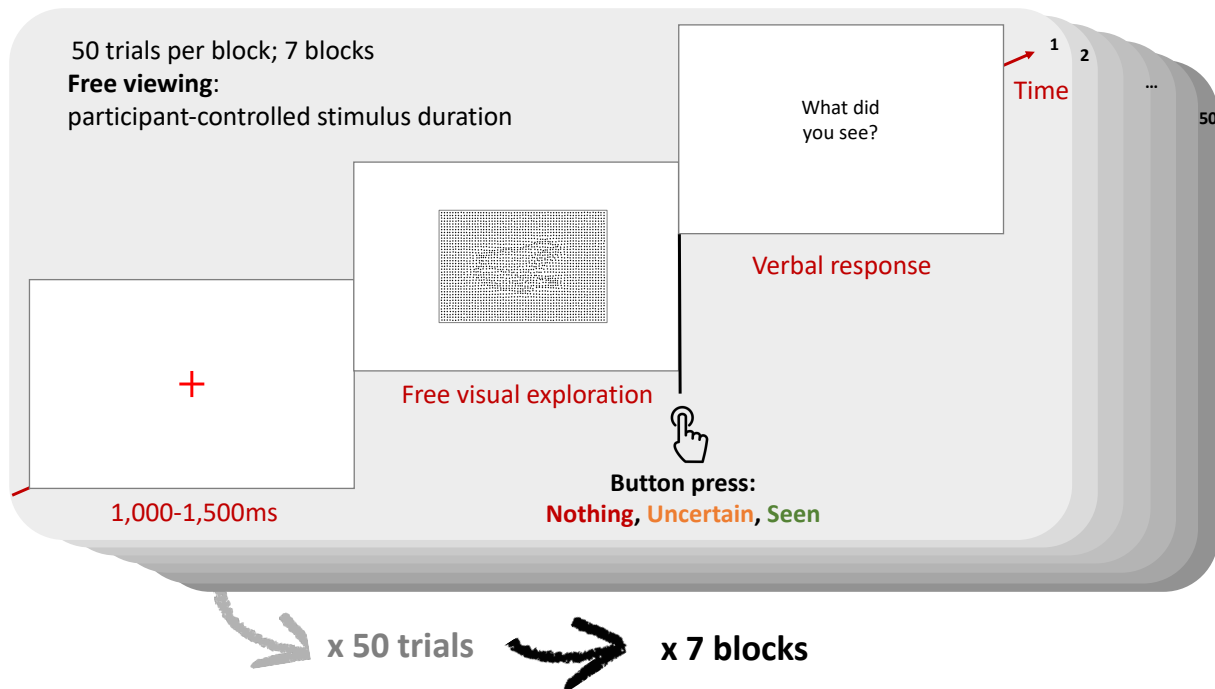 50 trials per block; 7 blocks
Free viewing:
participant-controlled stimulus duration
What did
you see?
1
2
...
50
Time
Verbal response
Free visual exploration
1,000-1,500ms
Button press:
Nothing, Uncertain, Seen
x 50 trials
x 7 blocks